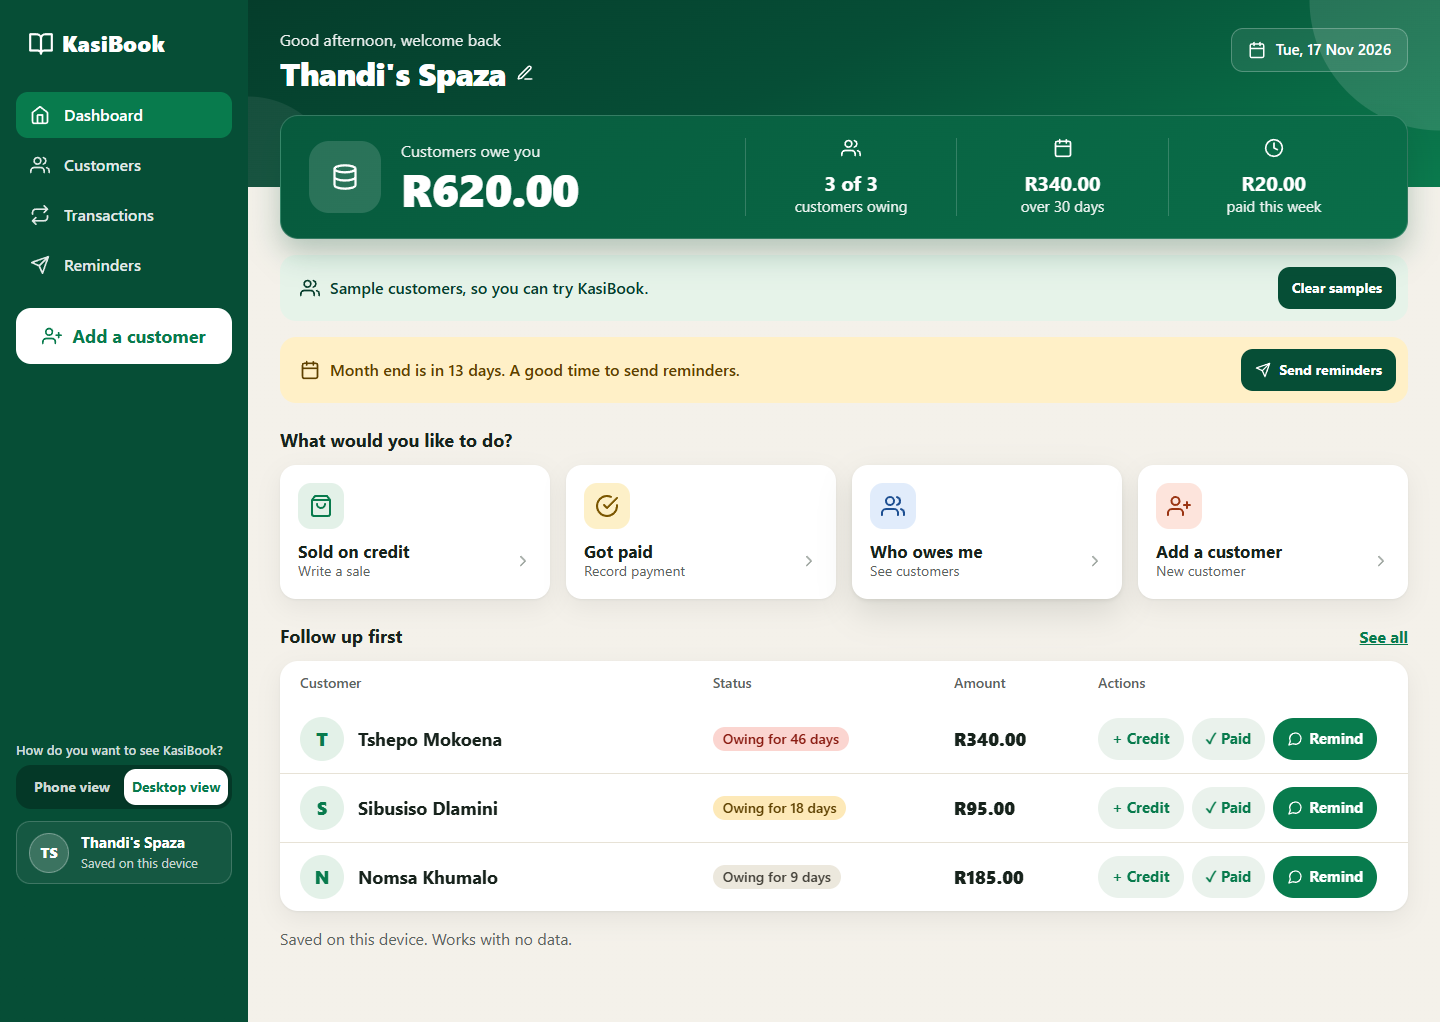 KasiBook
Dashboard
Customers
Transactions
Reminders
Add a customer
How do you want to see KasiBook?
Phone view
Desktop view
TS
Thandi's Spaza
Saved on this device
Good afternoon, welcome back
Thandi's Spaza
Tue, 17 Nov 2026
Customers owe you
R620.00
3 of 3
customers owing
R340.00
over 30 days
R20.00
paid this week
Sample customers, so you can try KasiBook.
Clear samples
Month end is in 13 days. A good time to send reminders.
Send reminders
What would you like to do?
Sold on credit
Write a sale
Got paid
Record payment
Who owes me
See customers
Add a customer
New customer
Follow up first
See all
Customer Status Amount Actions
T Tshepo Mokoena Owing for 46 days R340.00 + Credit ✓ Paid Remind
S Sibusiso Dlamini Owing for 18 days R95.00 + Credit ✓ Paid Remind
N Nomsa Khumalo Owing for 9 days R185.00 + Credit ✓ Paid Remind
Saved on this device. Works with no data.